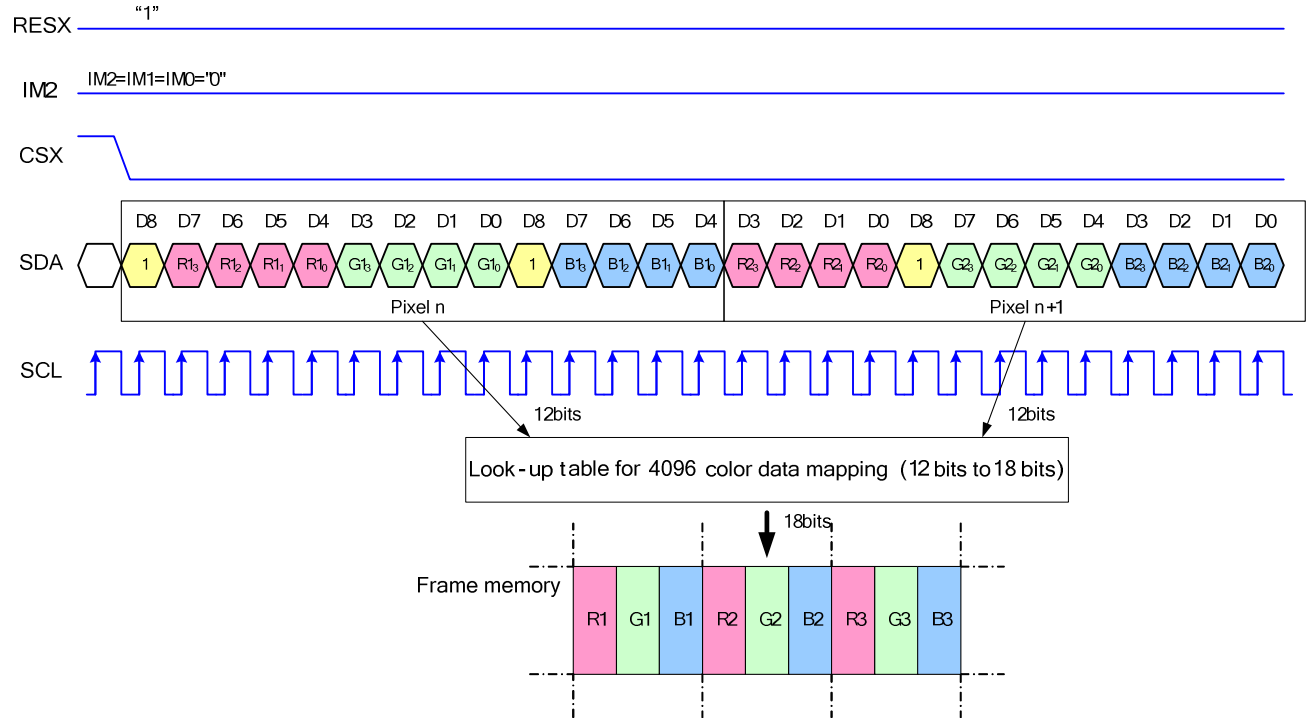 RESX "1"
IM2 IM2=IM1=IM0="0"
CSX
D8 D7 D6 D5 D4 D3 D2 D1 D0 D8 D7 D6 D5 D4 D3 D2 D1 D0 D8 D7 D6 D5 D4 D3 D2 D1 D0
SDA 1 R1₃ R1₂ R1₁ R1₀ G1₃ G1₂ G1₁ G1₀ 1 B1₃ B1₂ B1₁ B1₀ R2₃ R2₂ R2₁ R2₀ 1 G2₃ G2₂ G2₁ G2₀ B2₃ B2₂ B2₁ B2₀
Pixel n Pixel n+1
SCL
12bits 12bits
Look-up table for 4096 color data mapping (12 bits to 18 bits)
18bits
Frame memory
R1 G1 B1 R2 G2 B2 R3 G3 B3